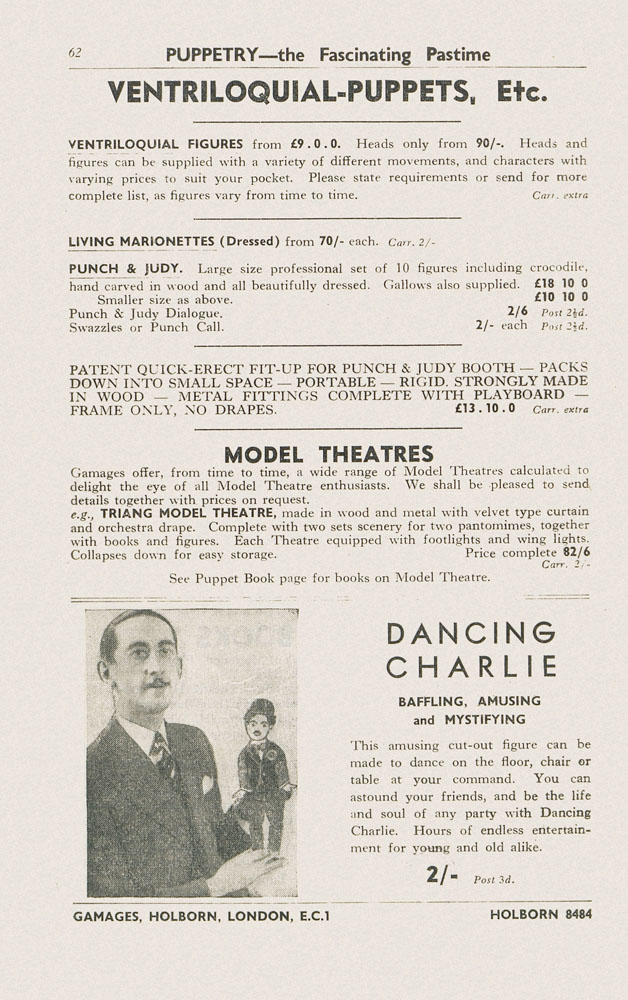 62
PUPPETRY—the Fascinating Pastime
VENTRILOQUIAL-PUPPETS, Etc.
VENTRILOQUIAL FIGURES from £9.0.0. Heads only from 90/-. Heads and
figures can be supplied with a variety of different movements, and characters with
varying prices to suit your pocket. Please state requirements or send for more
complete list, as figures vary from time to time. Carr. extra
LIVING MARIONETTES (Dressed) from 70/- each. Carr. 2/-
PUNCH & JUDY. Large size professional set of 10 figures including crocodile,
hand carved in wood and all beautifully dressed. Gallows also supplied. £18 10 0
Smaller size as above. £10 10 0
Punch & Judy Dialogue. 2/6 Post 2½d.
Swazzles or Punch Call. 2/- each Post 2½d.
PATENT QUICK-ERECT FIT-UP FOR PUNCH & JUDY BOOTH — PACKS
DOWN INTO SMALL SPACE — PORTABLE — RIGID. STRONGLY MADE
IN WOOD — METAL FITTINGS COMPLETE WITH PLAYBOARD —
FRAME ONLY, NO DRAPES. £13.10.0 Carr. extra
MODEL THEATRES
Gamages offer, from time to time, a wide range of Model Theatres calculated to
delight the eye of all Model Theatre enthusiasts. We shall be pleased to send
details together with prices on request.
e.g., TRIANG MODEL THEATRE, made in wood and metal with velvet type curtain
and orchestra drape. Complete with two sets scenery for two pantomimes, together
with books and figures. Each Theatre equipped with footlights and wing lights.
Collapses down for easy storage. Price complete 82/6
Carr. 2/-
See Puppet Book page for books on Model Theatre.
DANCING
CHARLIE
BAFFLING, AMUSING
and MYSTIFYING
This amusing cut-out figure can be
made to dance on the floor, chair or
table at your command. You can
astound your friends, and be the life
and soul of any party with Dancing
Charlie. Hours of endless entertain-
ment for young and old alike.
2/- Post 3d.
GAMAGES, HOLBORN, LONDON, E.C.1 HOLBORN 8484